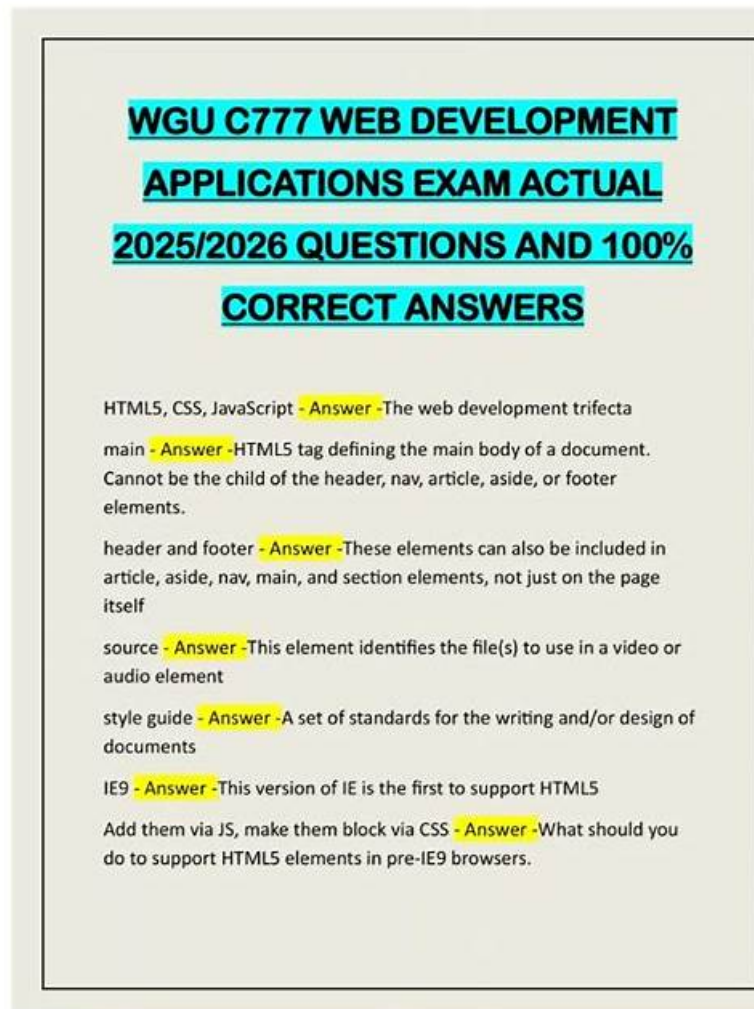 WGU C777 WEB DEVELOPMENT
APPLICATIONS EXAM ACTUAL
2025/2026 QUESTIONS AND 100%
CORRECT ANSWERS
HTML5, CSS, JavaScript - Answer -The web development trifecta
main - Answer -HTML5 tag defining the main body of a document.
Cannot be the child of the header, nav, article, aside, or footer
elements.
header and footer - Answer -These elements can also be included in
article, aside, nav, main, and section elements, not just on the page
itself
source - Answer -This element identifies the file(s) to use in a video or
audio element
style guide - Answer -A set of standards for the writing and/or design of
documents
IE9 - Answer -This version of IE is the first to support HTML5
Add them via JS, make them block via CSS - Answer -What should you
do to support HTML5 elements in pre-IE9 browsers.